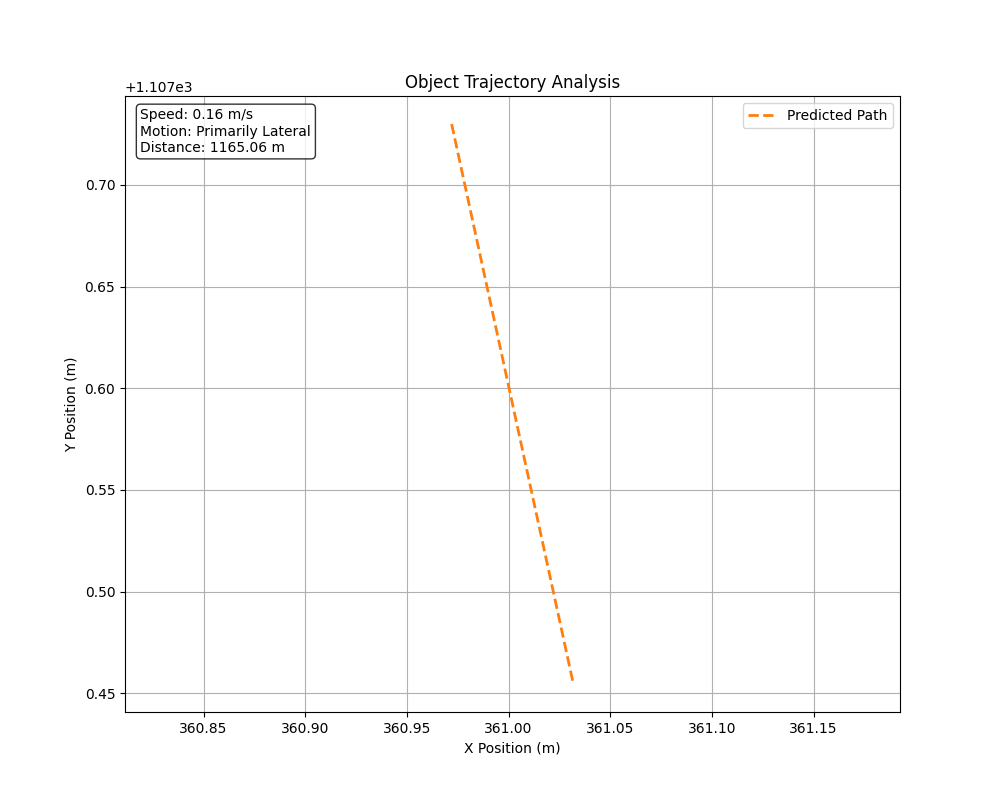 Object Trajectory Analysis
+1.107e3
Speed: 0.16 m/s
Motion: Primarily Lateral
Distance: 1165.06 m
Predicted Path
0.70
0.65
0.60
0.55
0.50
0.45
Y Position (m)
360.85 360.90 360.95 361.00 361.05 361.10 361.15
X Position (m)